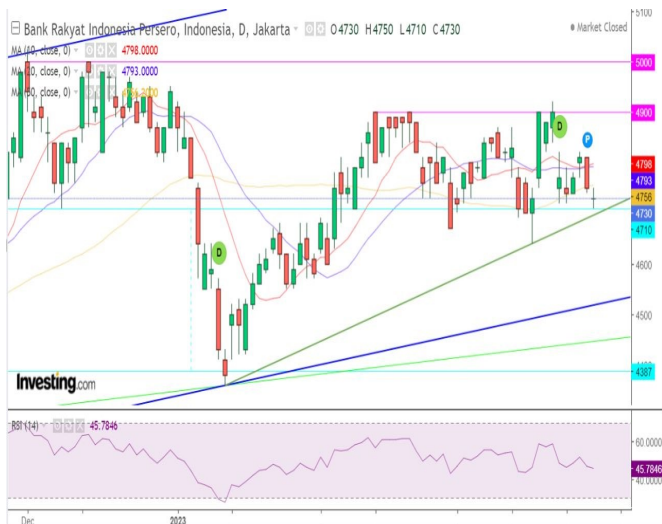 Bank Rakyat Indonesia Persero, Indonesia, D, Jakarta O4730 H4750 L4710 C4730
Market Closed
MA (10, close, 0) 4798.0000
MA (20, close, 0) 4793.0000
MA (50, close, 0)
5100
5000
4900
4798
4793
4756
4730
4710
4600
4500
4387
D
D
P
Investing.com
RSI (14) 45.7846
60.0000
45.7846
40.0000
Dec
2023